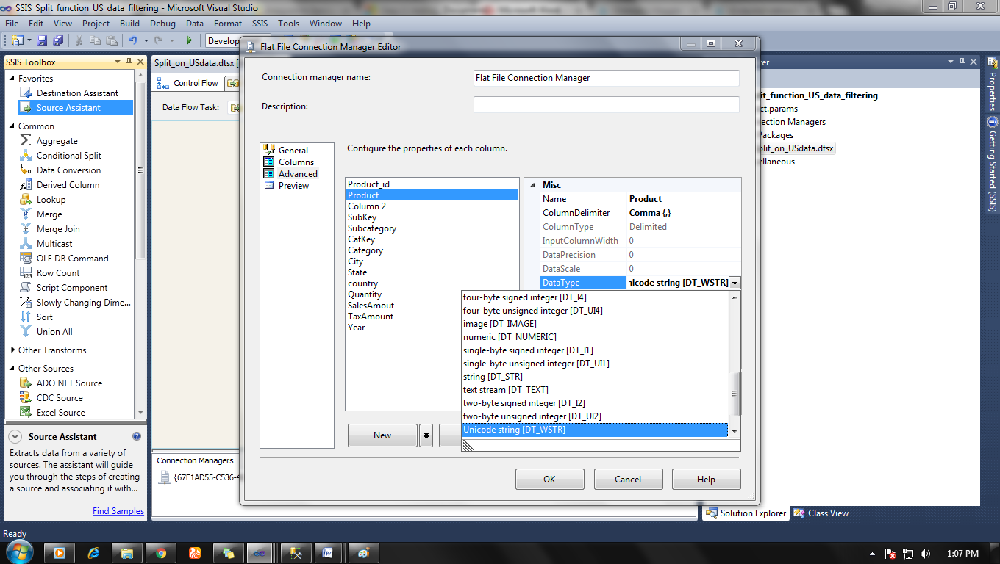 SSIS_Split_function_US_data_filtering - Microsoft Visual Studio
File Edit View Project Build Debug Data Format SSIS Tools Window Help
Develop
SSIS Toolbox
Favorites
Destination Assistant
Source Assistant
Common
Aggregate
Conditional Split
Data Conversion
Derived Column
Lookup
Merge
Merge Join
Multicast
OLE DB Command
Row Count
Script Component
Slowly Changing Dime...
Sort
Union All
Other Transforms
Other Sources
ADO NET Source
CDC Source
Excel Source
Source Assistant
Extracts data from a variety of
sources. The assistant will guide
you through the steps of creating
a source and associating it with...
Find Samples
Split_on_USdata.dtsx [
Control Flow
Data Flow Task:
Connection Managers
{67E1AD55-C536-4
Flat File Connection Manager Editor
Connection manager name:
Flat File Connection Manager
Description:
General
Columns
Advanced
Preview
Configure the properties of each column.
Product_id
Product
Column 2
SubKey
Subcategory
CatKey
Category
City
State
country
Quantity
SalesAmout
TaxAmount
Year
Misc
Name Product
ColumnDelimiter Comma {,}
ColumnType Delimited
InputColumnWidth 0
DataPrecision 0
DataScale 0
DataType nicode string [DT_WSTR]
four-byte signed integer [DT_I4]
four-byte unsigned integer [DT_UI4]
image [DT_IMAGE]
numeric [DT_NUMERIC]
single-byte signed integer [DT_I1]
single-byte unsigned integer [DT_UI1]
string [DT_STR]
text stream [DT_TEXT]
two-byte signed integer [DT_I2]
two-byte unsigned integer [DT_UI2]
Unicode string [DT_WSTR]
New
OK Cancel Help
rer
it_function_US_data_filtering
ct.params
ection Managers
Packages
plit_on_USdata.dtsx
ellaneous
Properties
Getting Started (SSIS)
Solution Explorer Class View
Ready
1:07 PM